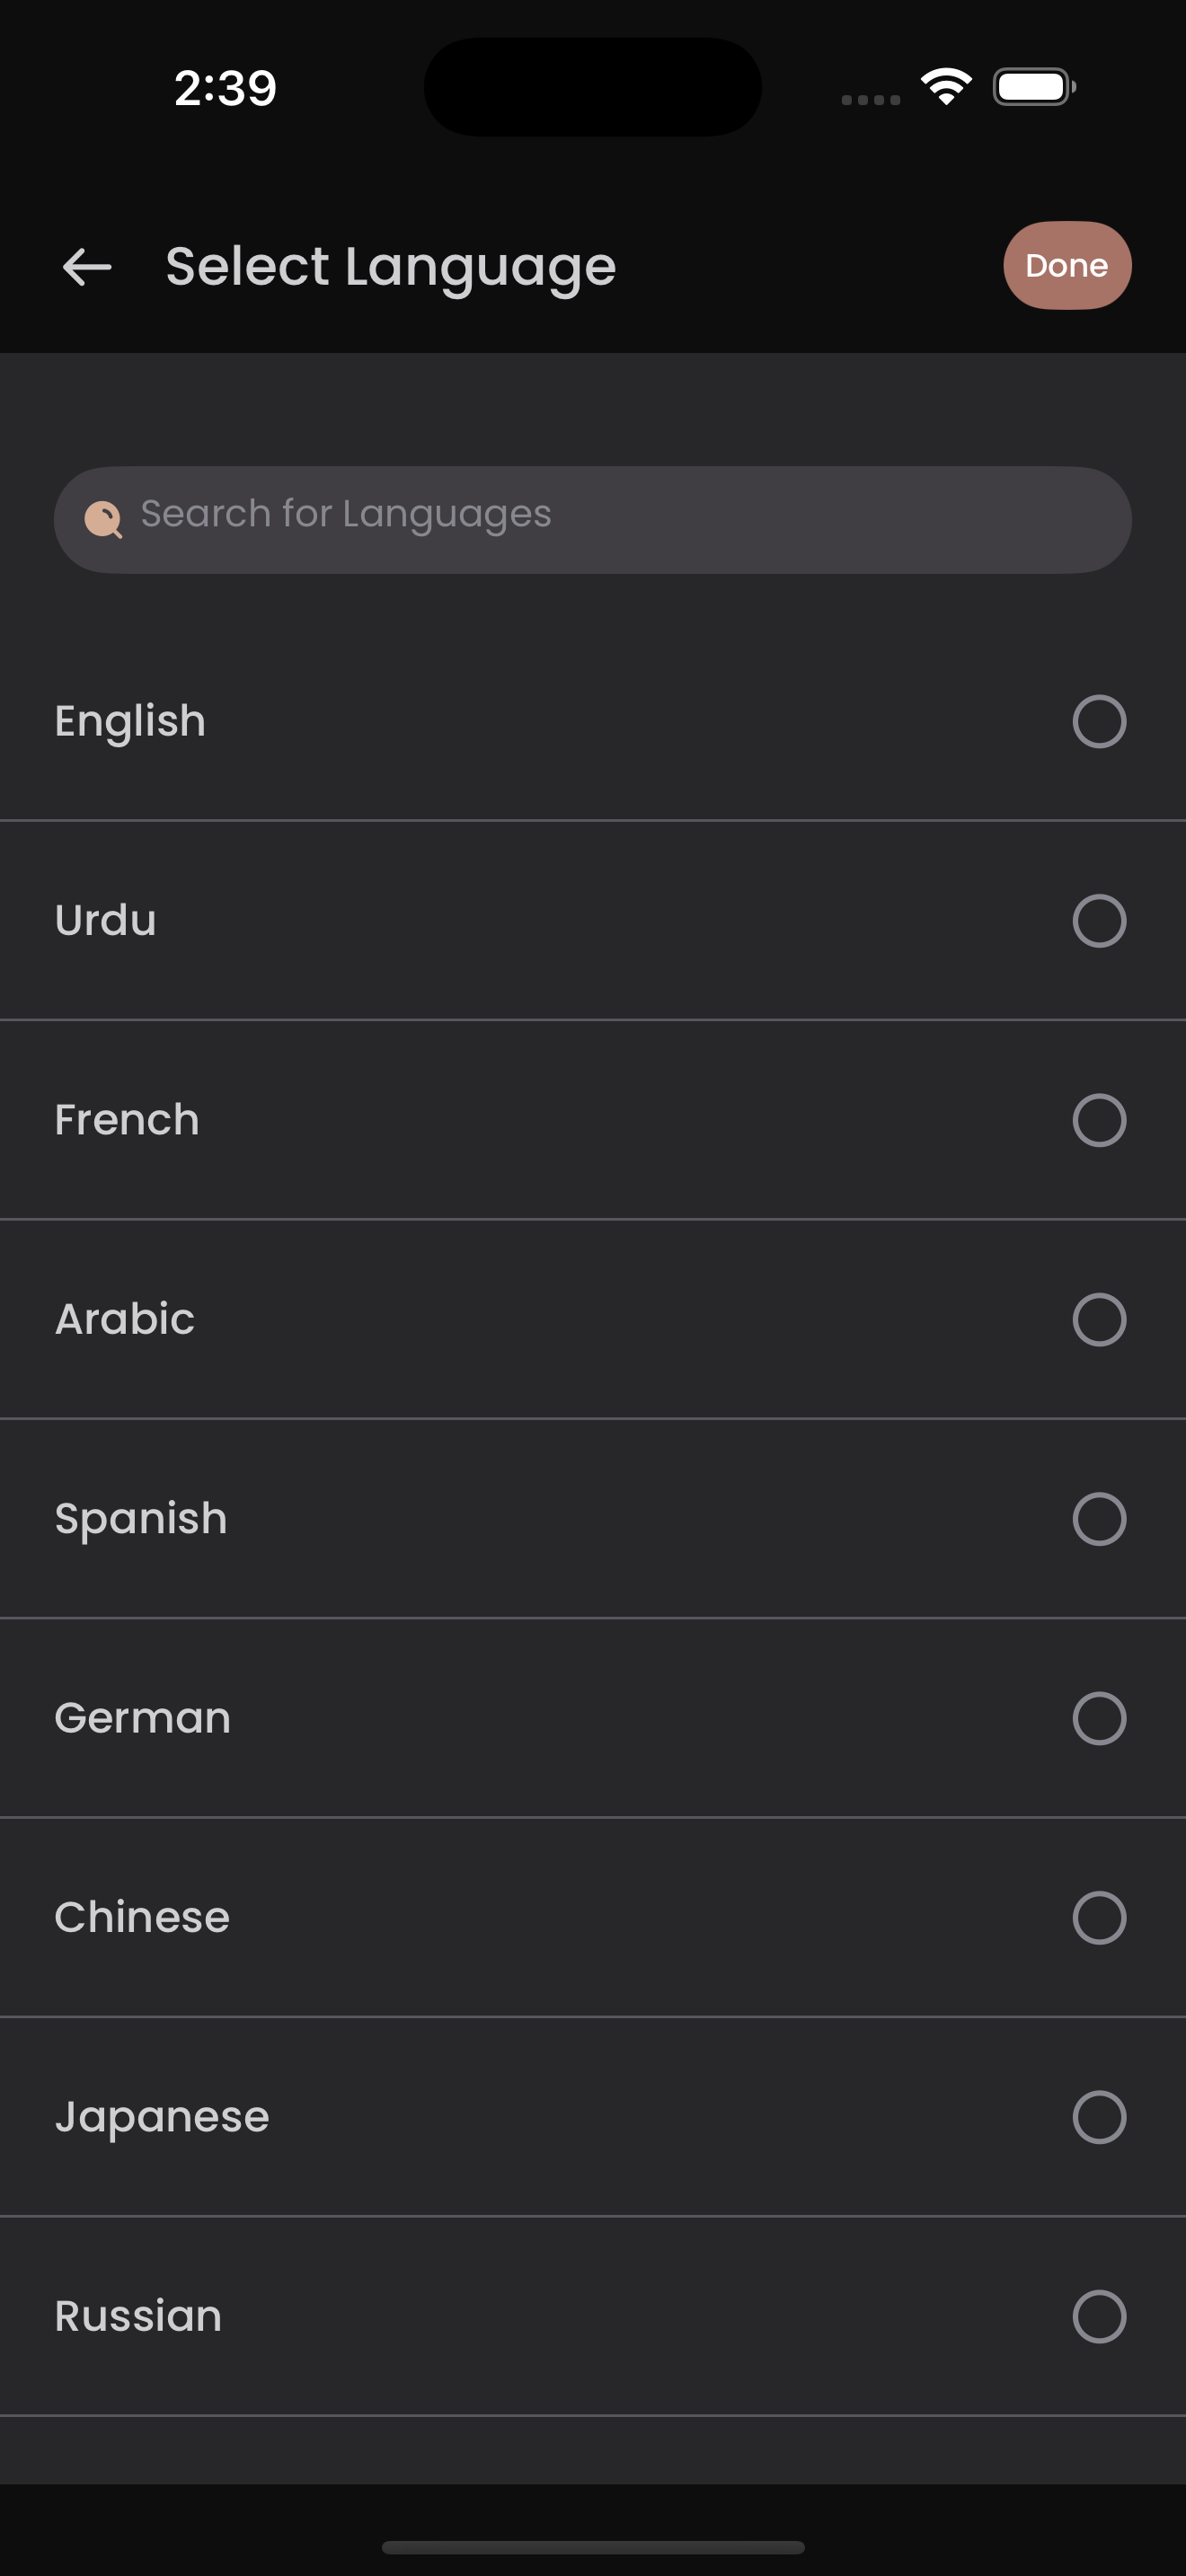 2:39
Select Language
Done
Search for Languages
English
Urdu
French
Arabic
Spanish
German
Chinese
Japanese
Russian